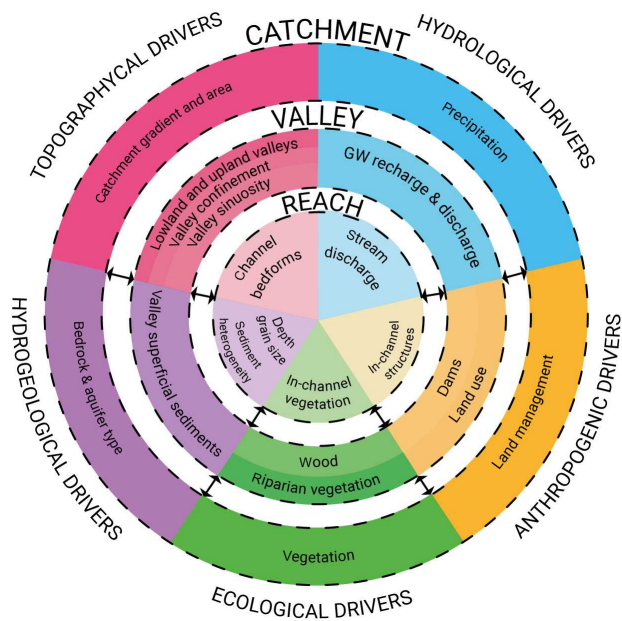 CATCHMENT
TOPOGRAPHYCAL DRIVERS
HYDROLOGICAL DRIVERS
Catchment gradient and area
Precipitation
VALLEY
Lowland and upland valleys
Valley confinement
Valley sinuosity
GW recharge & discharge
REACH
Channel
bedforms
Stream
discharge
HYDROGEOLOGICAL DRIVERS
Bedrock & aquifer type
Valley superficial sediments
Depth
grain size
Sediment
heterogeneity
In-channel
structures
Dams
Land use
Land management
ANTHROPOGENIC DRIVERS
In-channel
vegetation
Wood
Riparian vegetation
Vegetation
ECOLOGICAL DRIVERS